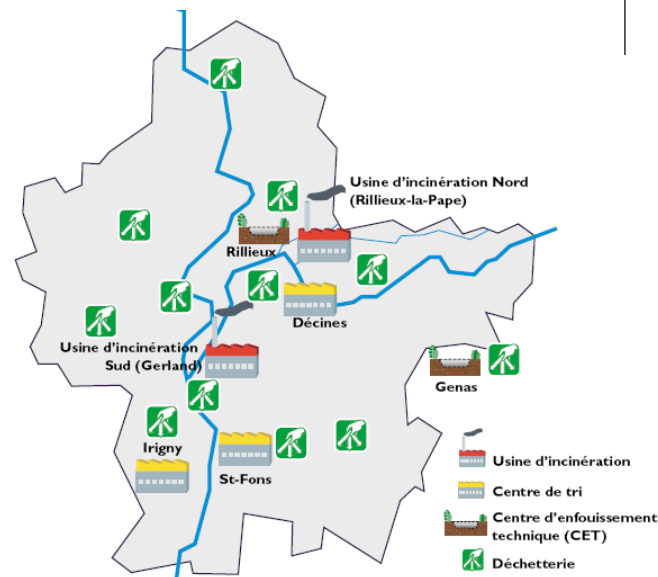 Usine d'incinération Nord
(Rillieux-la-Pape)
Rillieux
Décines
Usine d'incinération
Sud (Gerland)
Genas
Irigny
St-Fons
Usine d'incinération
Centre de tri
Centre d'enfouissement
technique (CET)
Déchetterie